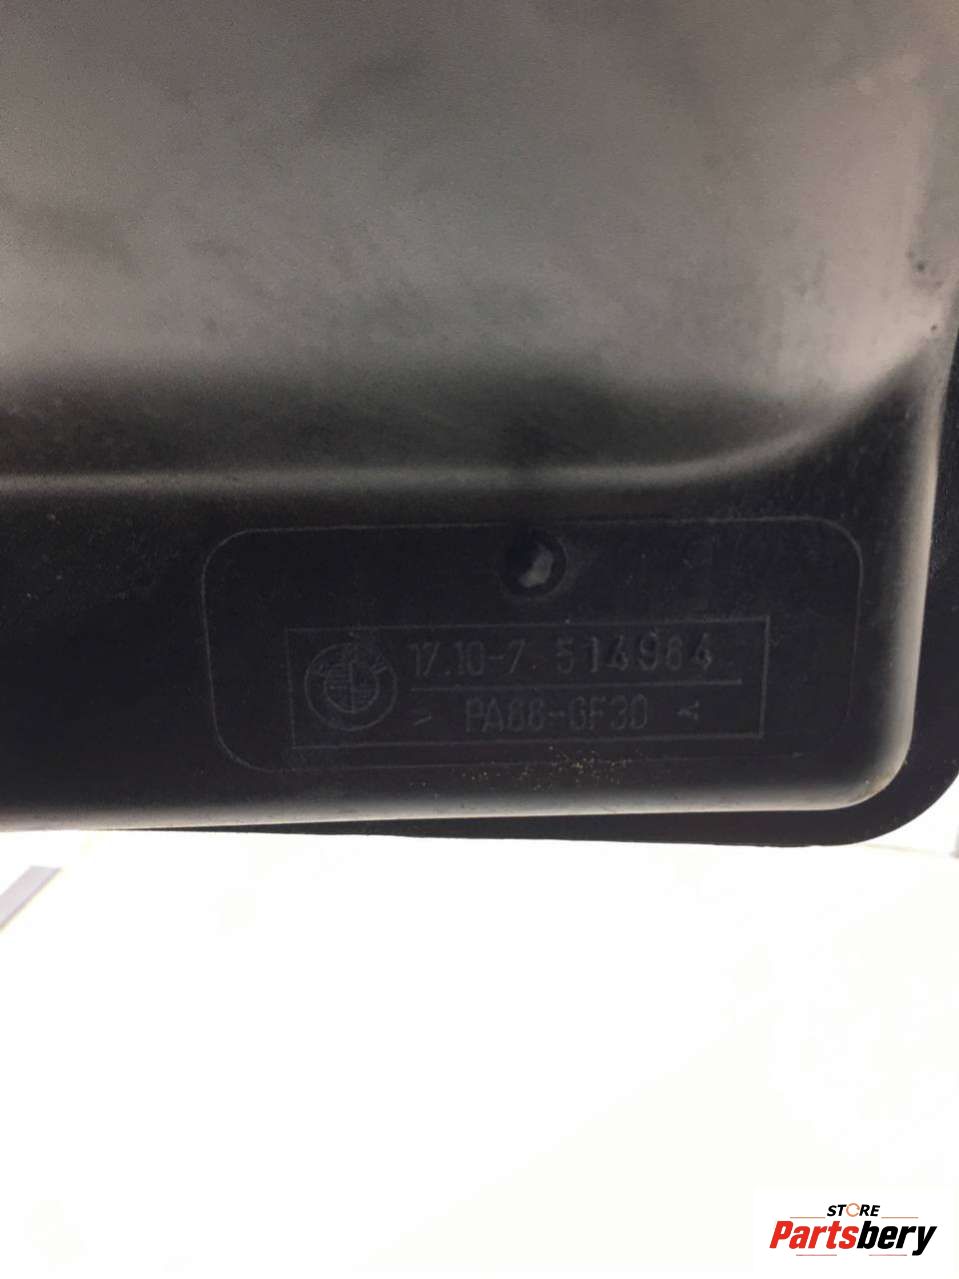 17.10-7 514964
> PA66-GF30 <
STORE
Partsbery